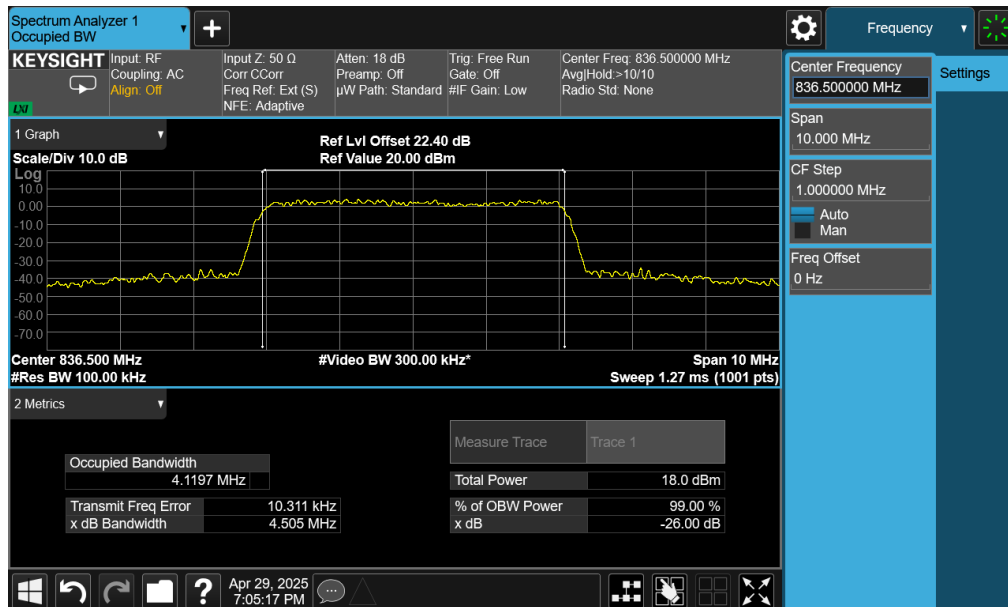 Spectrum Analyzer 1
Occupied BW
+
Frequency
KEYSIGHT
LXI
Input: RF
Coupling: AC
Align: Off
Input Z: 50 Ω
Corr CCorr
Freq Ref: Ext (S)
NFE: Adaptive
Atten: 18 dB
Preamp: Off
µW Path: Standard
Trig: Free Run
Gate: Off
#IF Gain: Low
Center Freq: 836.500000 MHz
Avg|Hold:>10/10
Radio Std: None
Center Frequency
836.500000 MHz
Settings
Span
10.000 MHz
CF Step
1.000000 MHz
Auto
Man
Freq Offset
0 Hz
1 Graph
Scale/Div 10.0 dB
Ref Lvl Offset 22.40 dB
Ref Value 20.00 dBm
Log
10.0
0.00
-10.0
-20.0
-30.0
-40.0
-50.0
-60.0
-70.0
Center 836.500 MHz
#Video BW 300.00 kHz*
Span 10 MHz
#Res BW 100.00 kHz
Sweep 1.27 ms (1001 pts)
2 Metrics
Measure Trace
Trace 1
Occupied Bandwidth
4.1197 MHz
Total Power
18.0 dBm
Transmit Freq Error
10.311 kHz
% of OBW Power
99.00 %
x dB Bandwidth
4.505 MHz
x dB
-26.00 dB
?
Apr 29, 2025
7:05:17 PM